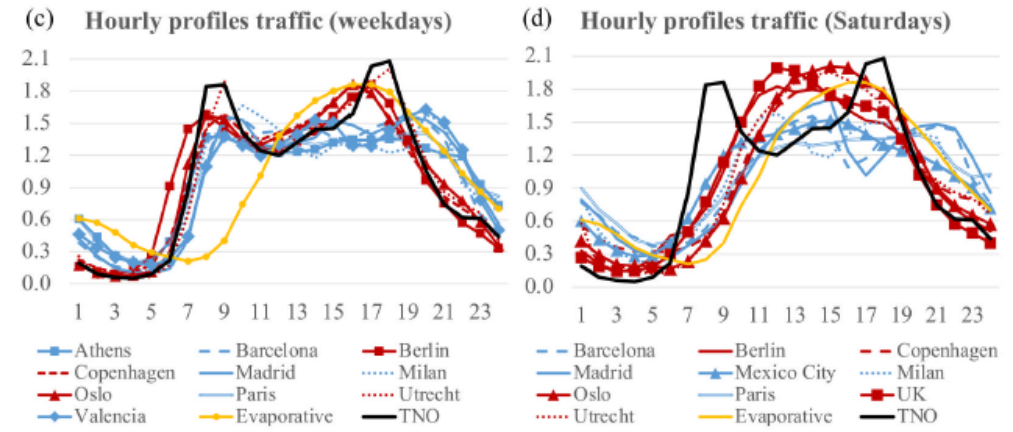 (c) Hourly profiles traffic (weekdays)
2.1
1.8
1.5
1.2
0.9
0.6
0.3
0.0
1 3 5 7 9 11 13 15 17 19 21 23
Athens Barcelona Berlin
Copenhagen Madrid Milan
Oslo Paris Utrecht
Valencia Evaporative TNO
(d) Hourly profiles traffic (Saturdays)
2.1
1.8
1.5
1.2
0.9
0.6
0.3
0.0
1 3 5 7 9 11 13 15 17 19 21 23
Barcelona Berlin Copenhagen
Madrid Mexico City Milan
Oslo Paris UK
Utrecht Evaporative TNO